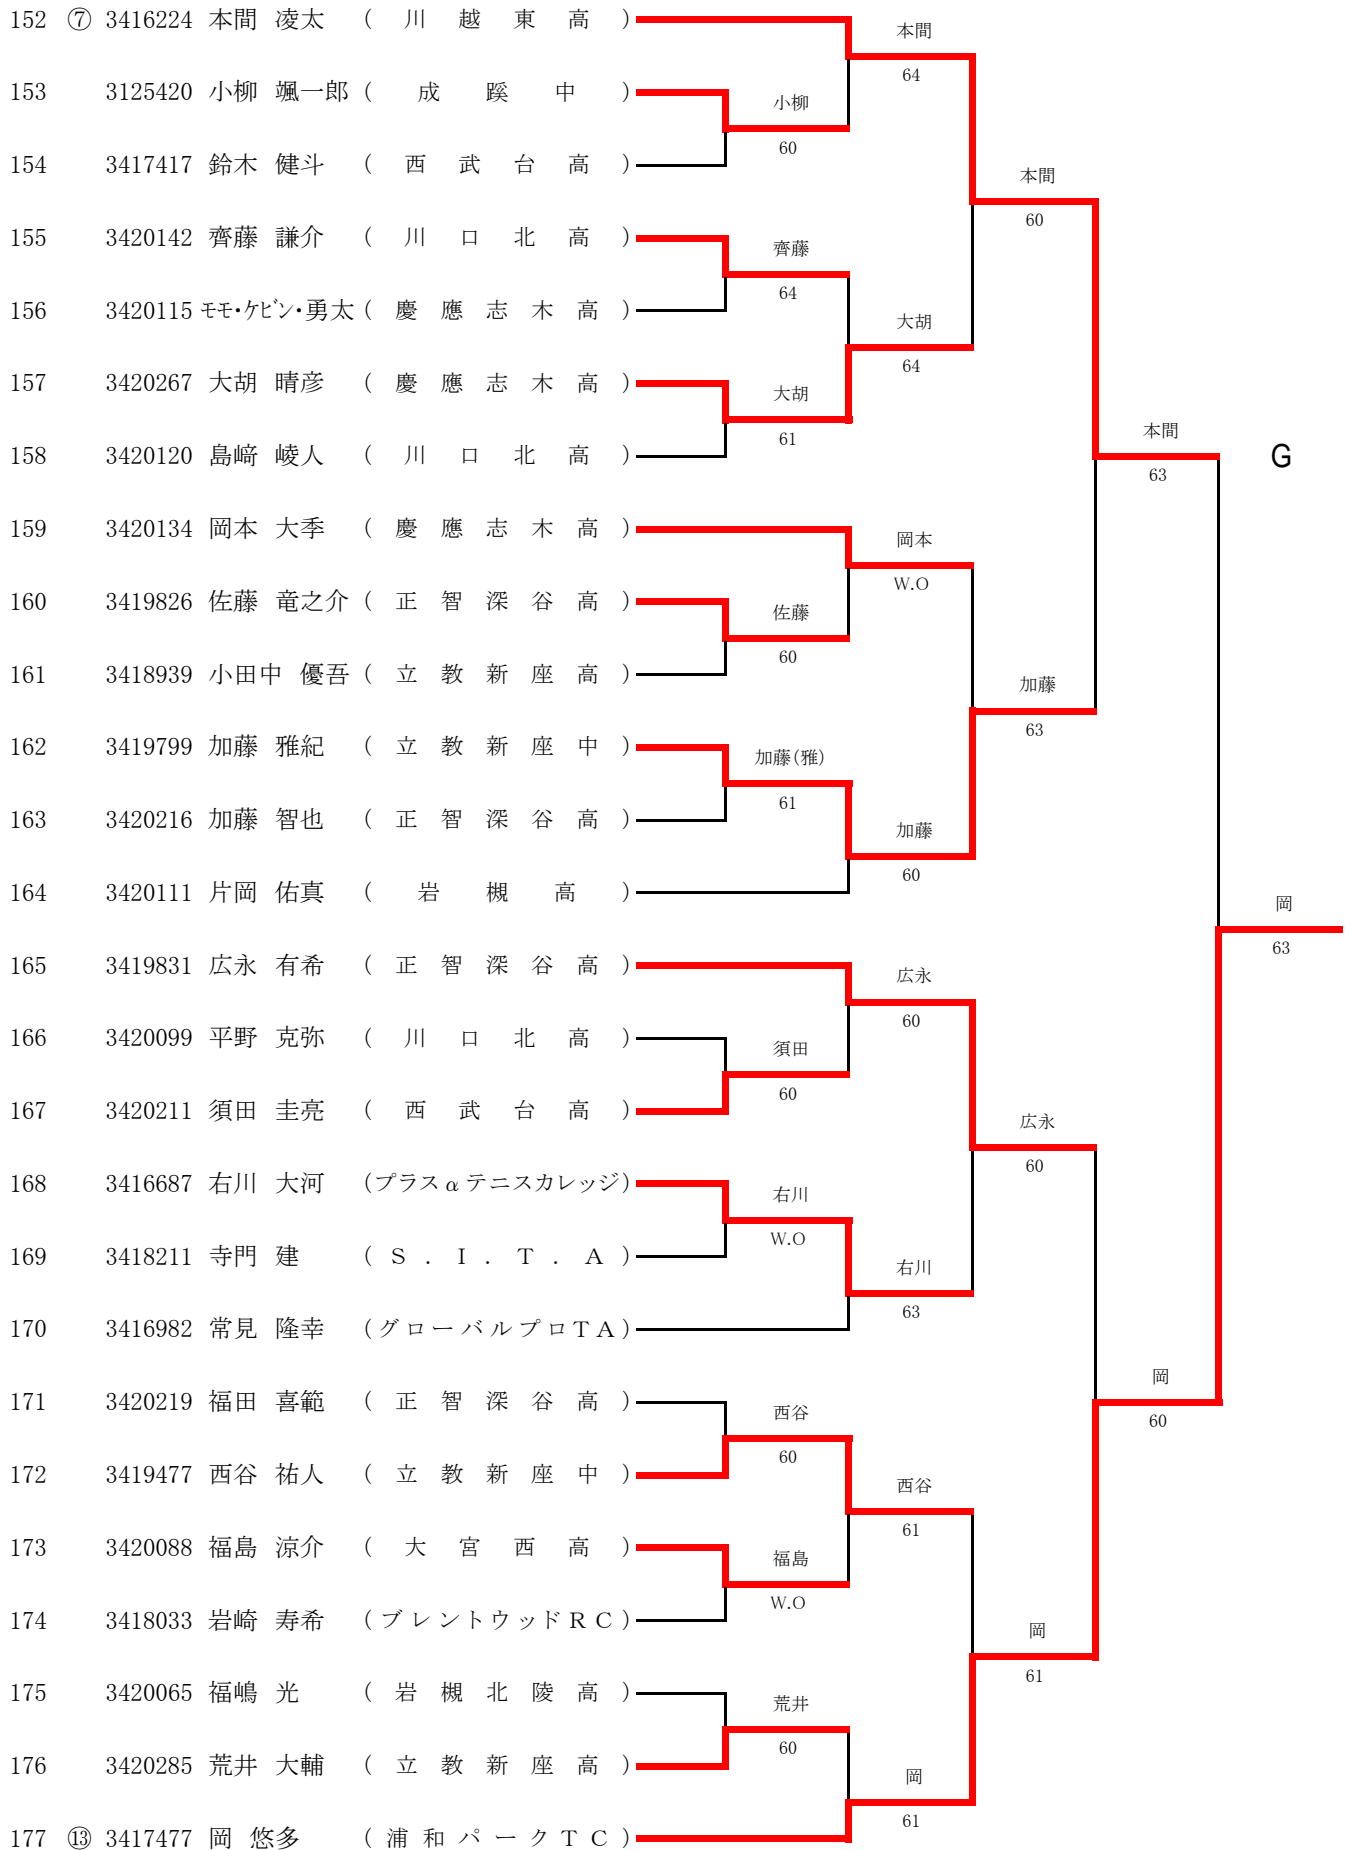 152 ⑦ 3416224 本間 凌太 ( 川 越 東 高 )
本間
64
153 3125420 小柳 颯一郎 ( 成 蹊 中 )
小柳
60
154 3417417 鈴木 健斗 ( 西 武 台 高 )
本間
60
155 3420142 齊藤 謙介 ( 川 口 北 高 )
齊藤
64
156 3420115 モモ・ケビン・勇太 ( 慶 應 志 木 高 )
大胡
64
157 3420267 大胡 晴彦 ( 慶 應 志 木 高 )
大胡
61
158 3420120 島﨑 崚人 ( 川 口 北 高 )
本間
63
G
159 3420134 岡本 大季 ( 慶 應 志 木 高 )
岡本
W.O
160 3419826 佐藤 竜之介 ( 正 智 深 谷 高 )
佐藤
60
161 3418939 小田中 優吾 ( 立 教 新 座 高 )
加藤
63
162 3419799 加藤 雅紀 ( 立 教 新 座 中 )
加藤(雅)
61
163 3420216 加藤 智也 ( 正 智 深 谷 高 )
加藤
60
164 3420111 片岡 佑真 ( 岩 槻 高 )
岡
63
165 3419831 広永 有希 ( 正 智 深 谷 高 )
広永
60
166 3420099 平野 克弥 ( 川 口 北 高 )
須田
60
167 3420211 須田 圭亮 ( 西 武 台 高 )
広永
60
168 3416687 右川 大河 (プラスαテニスカレッジ)
右川
W.O
169 3418211 寺門 建 ( S . I . T . A )
右川
63
170 3416982 常見 隆幸 (グローバルプロTA)
171 3420219 福田 喜範 ( 正 智 深 谷 高 )
岡
60
西谷
60
172 3419477 西谷 祐人 ( 立 教 新 座 中 )
西谷
61
173 3420088 福島 涼介 ( 大 宮 西 高 )
福島
W.O
174 3418033 岩崎 寿希 (ブレントウッドRC)
岡
61
175 3420065 福嶋 光 ( 岩 槻 北 陵 高 )
荒井
60
176 3420285 荒井 大輔 ( 立 教 新 座 高 )
岡
61
177 ⑬ 3417477 岡 悠多 ( 浦 和 パ ー ク T C )